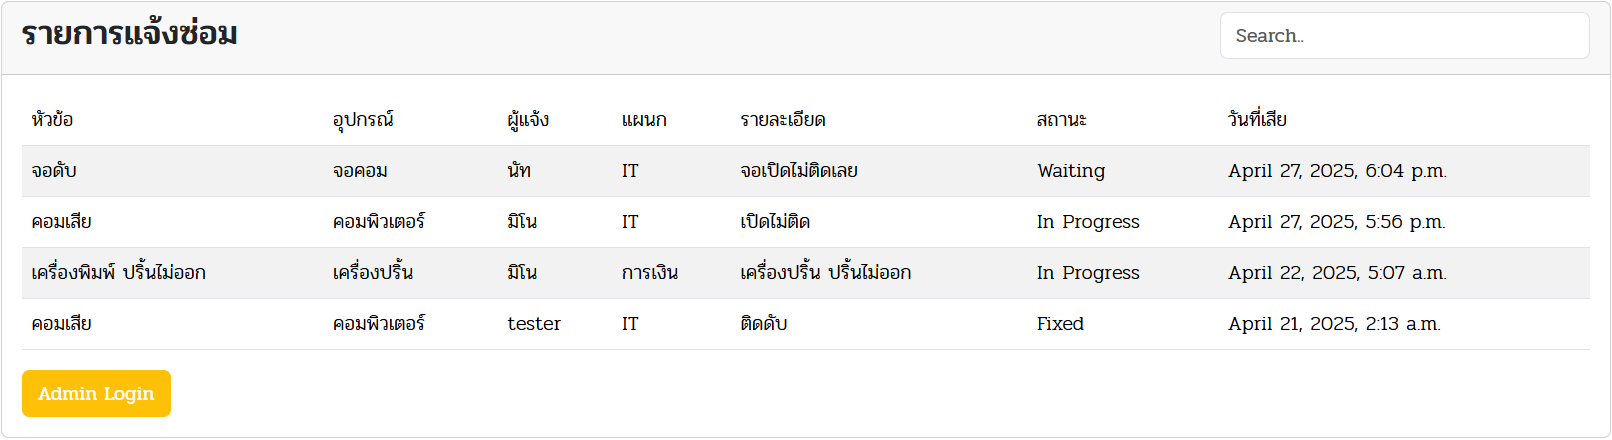 รายการแจ้งซ่อม Search..
หัวข้อ อุปกรณ์ ผู้แจ้ง แผนก รายละเอียด สถานะ วันที่เสีย
จอดับ จอคอม นัท IT จอเปิดไม่ติดเลย Waiting April 27, 2025, 6:04 p.m.
คอมเสีย คอมพิวเตอร์ มิโน IT เปิดไม่ติด In Progress April 27, 2025, 5:56 p.m.
เครื่องพิมพ์ ปริ้นไม่ออก เครื่องปริ้น มิโน การเงิน เครื่องปริ้น ปริ้นไม่ออก In Progress April 22, 2025, 5:07 a.m.
คอมเสีย คอมพิวเตอร์ tester IT ติดดับ Fixed April 21, 2025, 2:13 a.m.
Admin Login